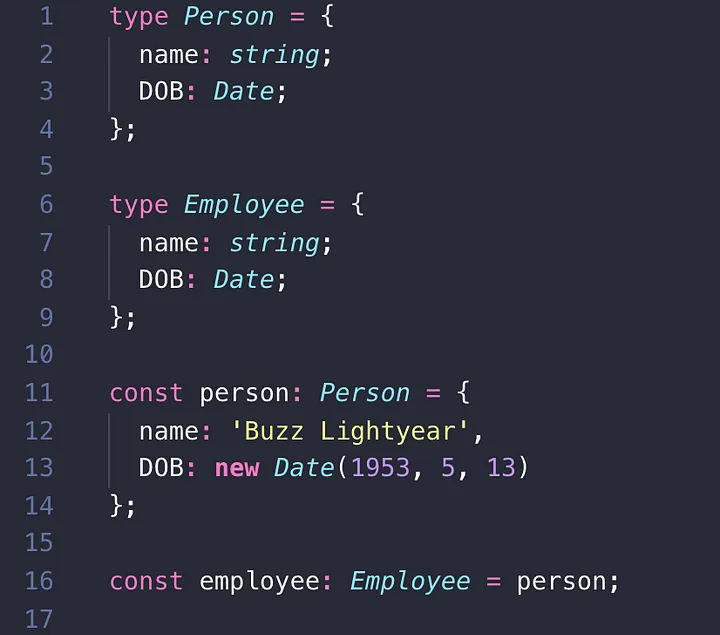 1 type Person = {
2 name: string;
3 DOB: Date;
4 };
5
6 type Employee = {
7 name: string;
8 DOB: Date;
9 };
10
11 const person: Person = {
12 name: 'Buzz Lightyear',
13 DOB: new Date(1953, 5, 13)
14 };
15
16 const employee: Employee = person;
17